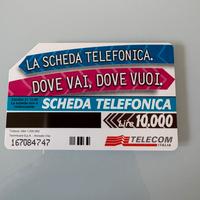 LA SCHEDA TELEFONICA.
DOVE VAI, DOVE VUOI.
SCHEDA TELEFONICA
Lire 10.000
167084747
TELECOM
ITALIA